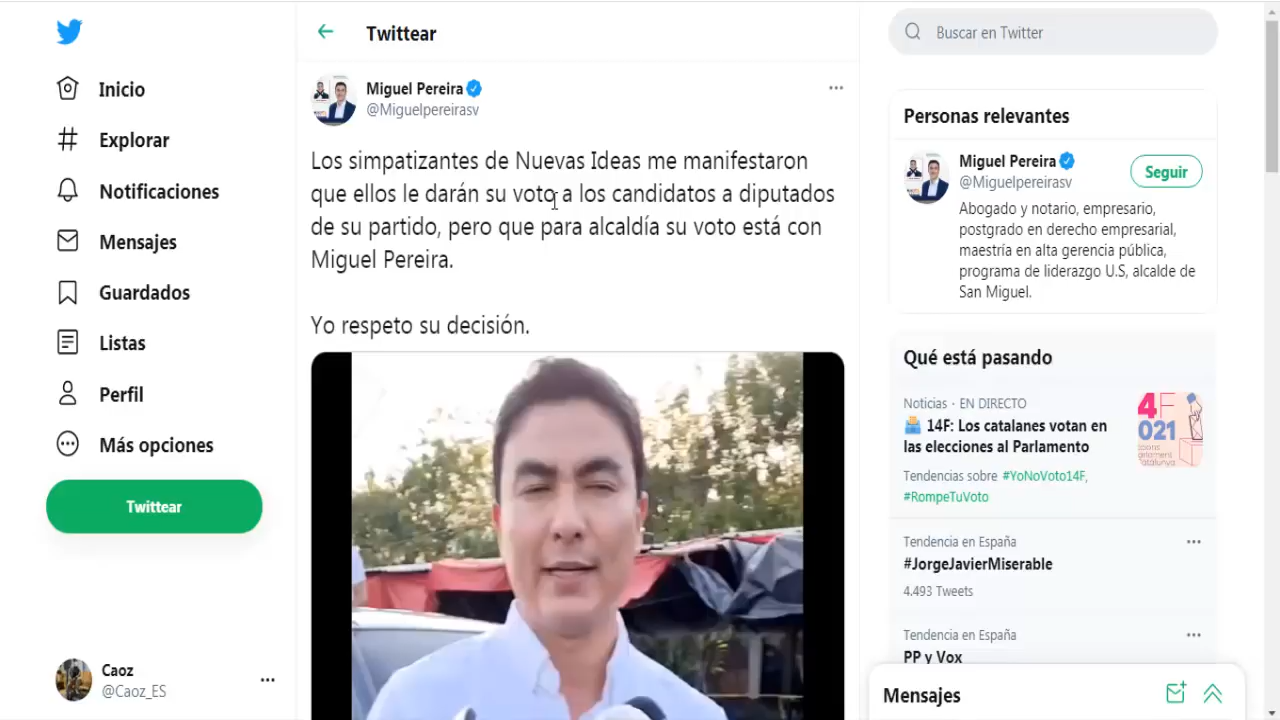 Inicio
Explorar
Notificaciones
Mensajes
Guardados
Listas
Perfil
Más opciones
Twittear
Caoz
@Caoz_ES
Twittear
Miguel Pereira
@Miguelpereirasv
Los simpatizantes de Nuevas Ideas me manifestaron
que ellos le darán su voto a los candidatos a diputados
de su partido, pero que para alcaldía su voto está con
Miguel Pereira.
Yo respeto su decisión.
Buscar en Twitter
Personas relevantes
Miguel Pereira
@Miguelpereirasv
Seguir
Abogado y notario, empresario,
postgrado en derecho empresarial,
maestría en alta gerencia pública,
programa de liderazgo U.S, alcalde de
San Miguel.
Qué está pasando
Noticias · EN DIRECTO
14F: Los catalanes votan en
las elecciones al Parlamento
Tendencias sobre #YoNoVoto14F,
#RompeTuVoto
4F
021
Tendencia en España
#JorgeJavierMiserable
4.493 Tweets
Tendencia en España
PP y Vox
Mensajes